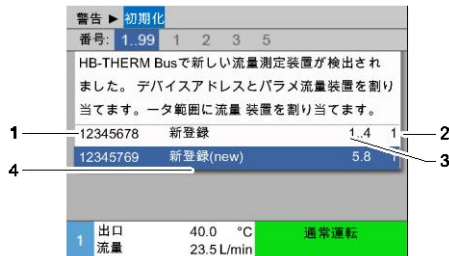 警告 ► 初期化
番号: 1..99 1 2 3 5
HB-THERM Busで新しい流量測定装置が検出され
ました。 デバイスアドレスとパラメ流量装置を割り
当てます。ータ範囲に流量 装置を割り当てます。
1 12345678 新登録 1..4 1 2
12345769 新登録(new) 5.8 1 3
4
1 出口 40.0 °C 通常運転
流量 23.5 L/min